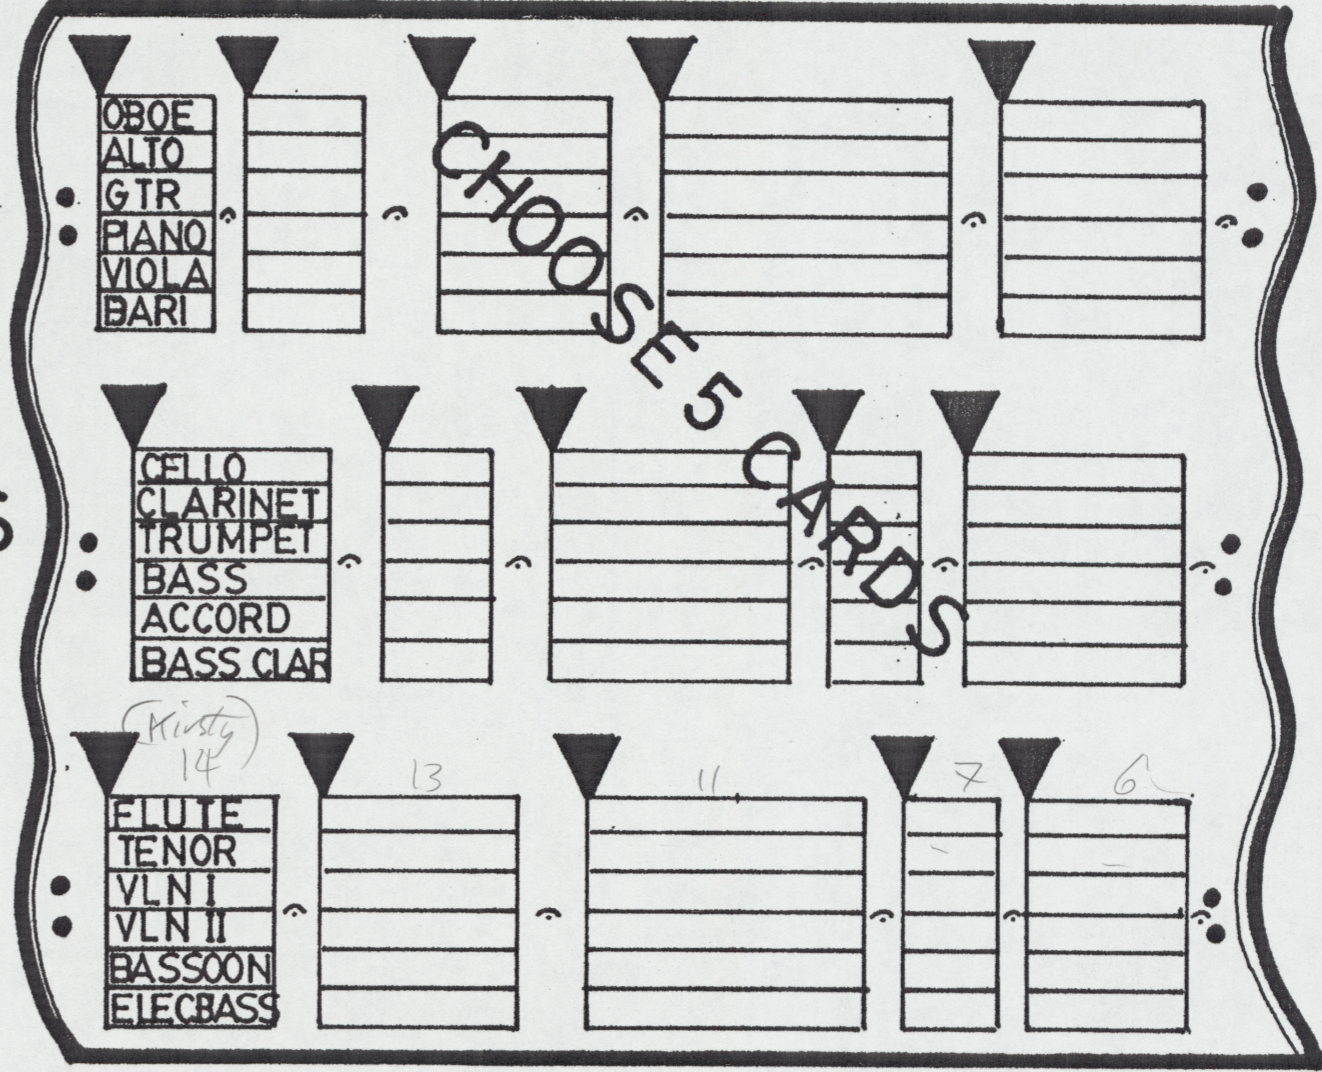 OBOE
ALTO
GTR
PIANO
VIOLA
BARI
CHOOSE 5 CARDS
CELLO
CLARINET
TRUMPET
BASS
ACCORD
BASS CLAR
S
(Kirsty)
14 13 11 7 6
FLUTE
TENOR
VLN I
VLN II
BASSOON
ELECBASS